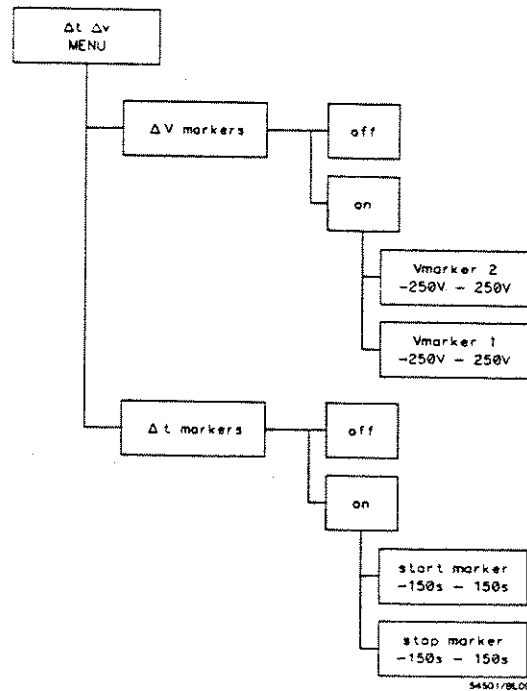 Δt Δv
MENU
ΔV markers
off
on
Vmarker 2
-250V – 250V
Vmarker 1
-250V – 250V
Δt markers
off
on
start marker
-150s – 150s
stop marker
-150s – 150s